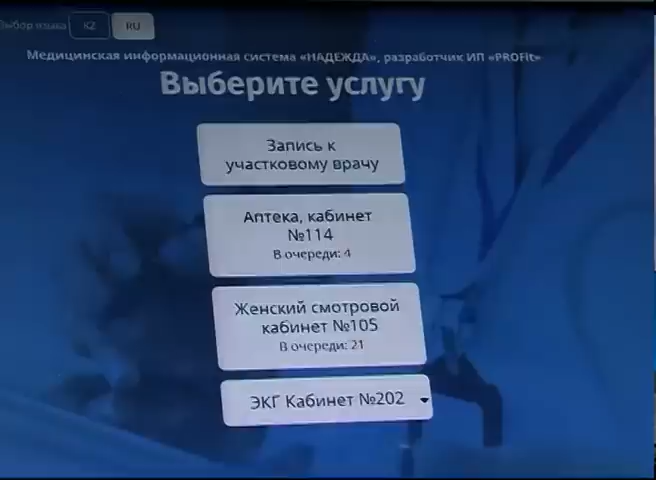 Выбор языка KZ RU
Медицинская информационная система «НАДЕЖДА», разработчик ИП «PROFit»
Выберите услугу
Запись к
участковому врачу
Аптека, кабинет
№114
В очереди: 4
Женский смотровой
кабинет №105
В очереди: 21
ЭКГ Кабинет №202